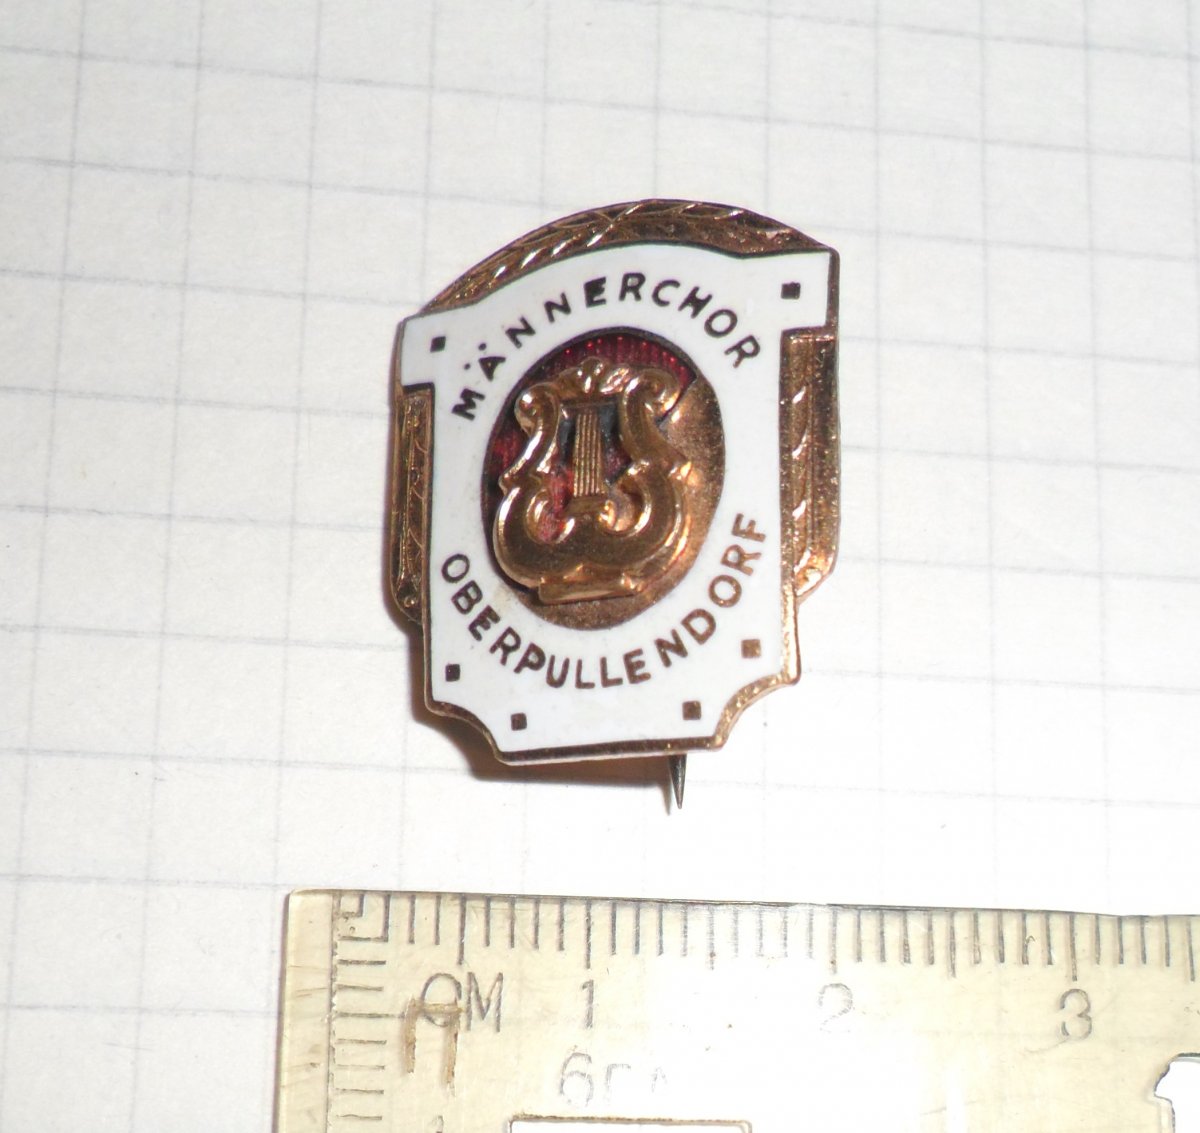 MÄNNERCHOR
OBERPULLENDORF
CM 1 2 3